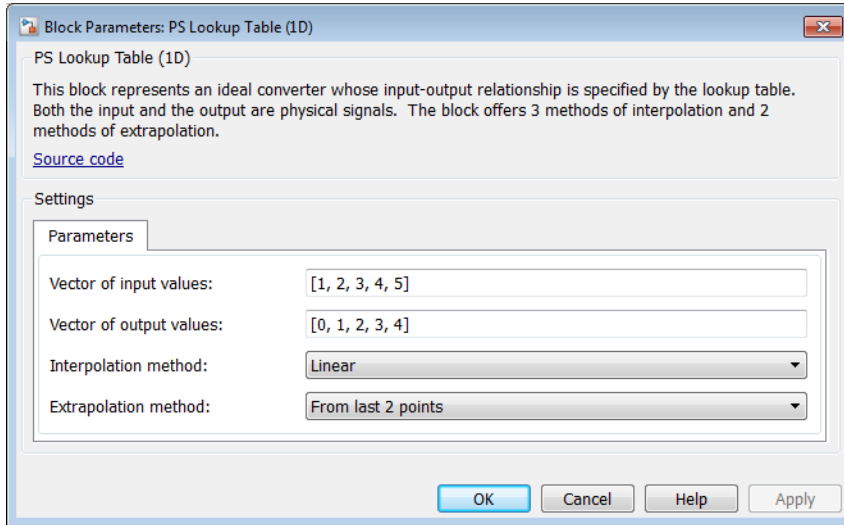 Block Parameters: PS Lookup Table (1D)
PS Lookup Table (1D)
This block represents an ideal converter whose input-output relationship is specified by the lookup table.
Both the input and the output are physical signals.  The block offers 3 methods of interpolation and 2
methods of extrapolation.
Source code
Settings
Parameters
Vector of input values: [1, 2, 3, 4, 5]
Vector of output values: [0, 1, 2, 3, 4]
Interpolation method: Linear
Extrapolation method: From last 2 points
OK Cancel Help Apply